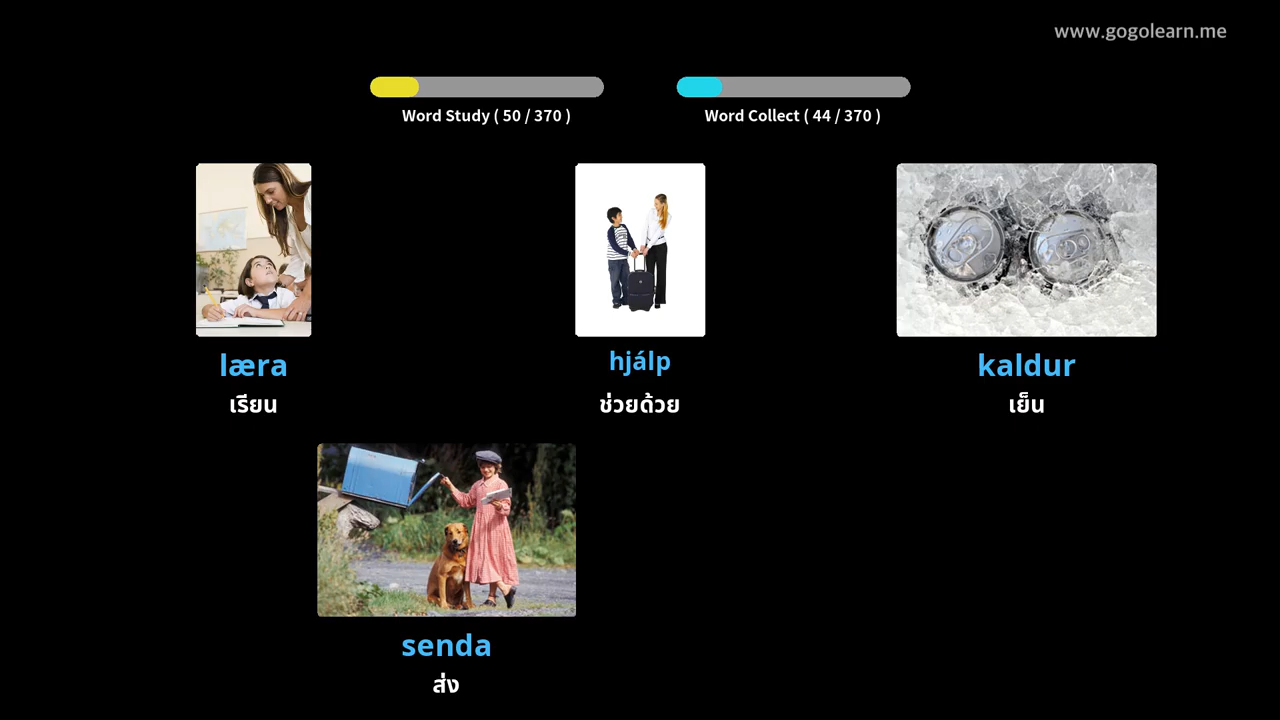 www.gogolearn.me
Word Study ( 50 / 370 )
Word Collect ( 44 / 370 )
læra
เรียน
hjálp
ช่วยด้วย
kaldur
เย็น
senda
ส่ง